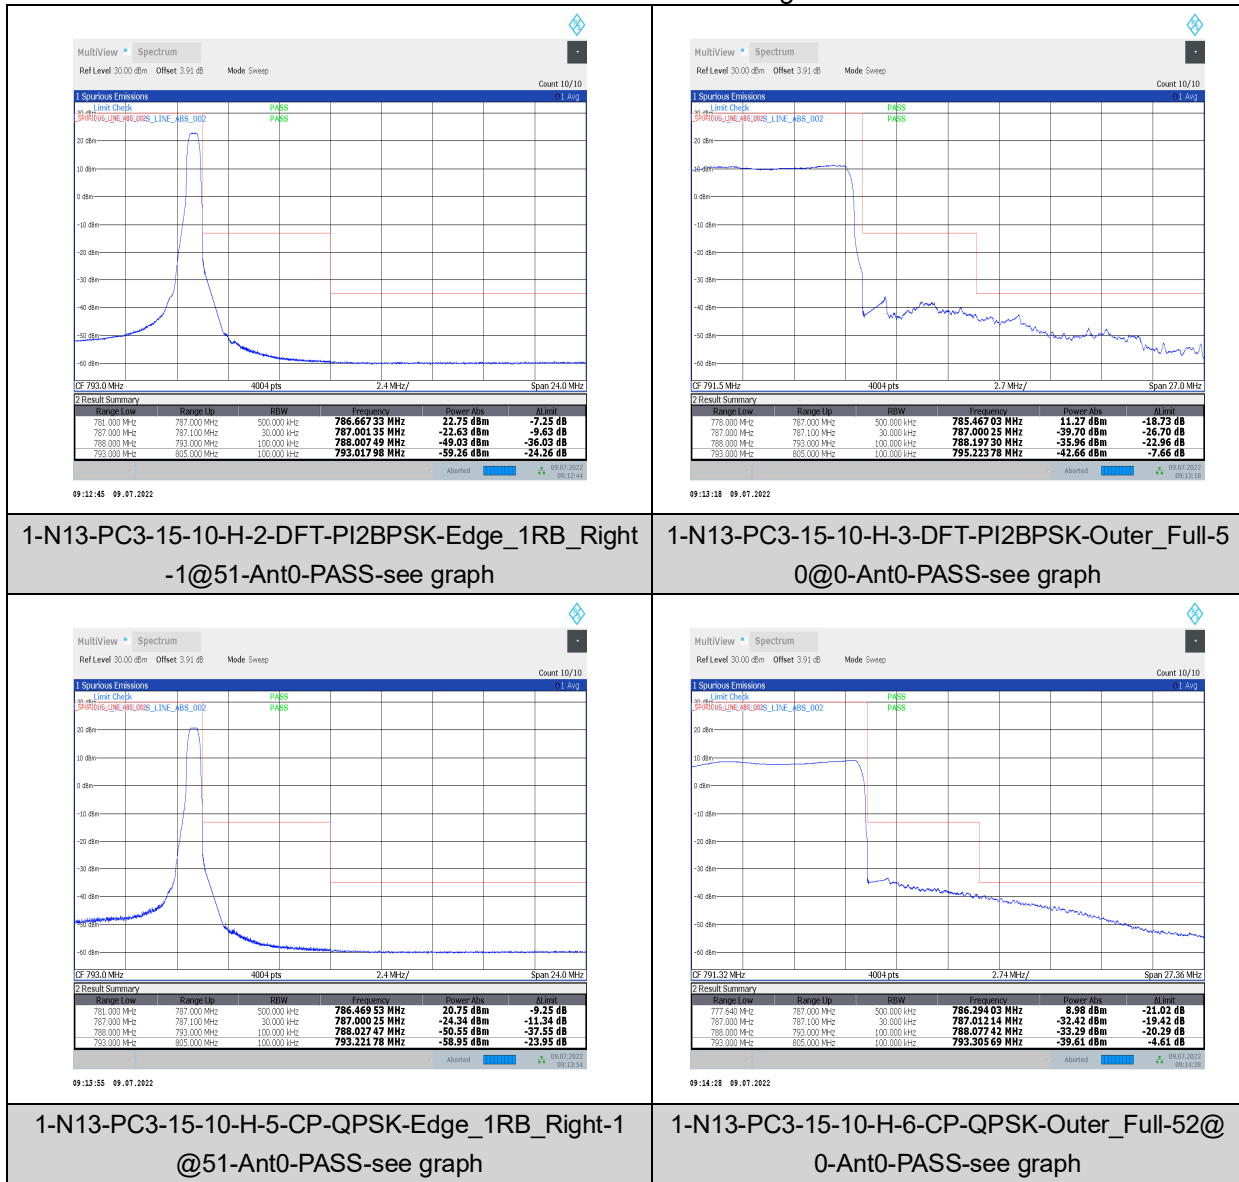 MultiView Spectrum
Ref Level 30.00 dBm Offset 3.91 dB Mode Sweep
Count 10/10
1 Spurious Emissions 1 Avg
Limit Check PASS
_SPURIOUS_LINE_ABS_002 PASS
20 dBm
10 dBm
0 dBm
-10 dBm
-20 dBm
-30 dBm
-40 dBm
-50 dBm
-60 dBm
CF 793.0 MHz 4004 pts 2.4 MHz/ Span 24.0 MHz
2 Result Summary
Range Low Range Up RBW Frequency Power Abs ΔLimit
781.000 MHz 787.000 MHz 500.000 kHz 786.667 33 MHz 22.75 dBm -7.25 dB
787.000 MHz 787.100 MHz 30.000 kHz 787.001 35 MHz -22.63 dBm -9.63 dB
788.000 MHz 793.000 MHz 100.000 kHz 788.007 49 MHz -49.03 dBm -36.03 dB
793.000 MHz 805.000 MHz 100.000 kHz 793.017 98 MHz -59.26 dBm -24.26 dB
Aborted 09.07.2022
09:12:44
09:12:45 09.07.2022
1-N13-PC3-15-10-H-2-DFT-PI2BPSK-Edge_1RB_Right
-1@51-Ant0-PASS-see graph
MultiView Spectrum
Ref Level 30.00 dBm Offset 3.91 dB Mode Sweep
Count 10/10
1 Spurious Emissions 1 Avg
Limit Check PASS
_SPURIOUS_LINE_ABS_002 PASS
20 dBm
10 dBm
0 dBm
-10 dBm
-20 dBm
-30 dBm
-40 dBm
-50 dBm
-60 dBm
CF 791.5 MHz 4004 pts 2.7 MHz/ Span 27.0 MHz
2 Result Summary
Range Low Range Up RBW Frequency Power Abs ΔLimit
778.000 MHz 787.000 MHz 500.000 kHz 785.467 03 MHz 11.27 dBm -18.73 dB
787.000 MHz 787.100 MHz 30.000 kHz 787.000 25 MHz -39.70 dBm -26.70 dB
788.000 MHz 793.000 MHz 100.000 kHz 788.197 30 MHz -35.96 dBm -22.96 dB
793.000 MHz 805.000 MHz 100.000 kHz 795.223 78 MHz -42.66 dBm -7.66 dB
Aborted 09.07.2022
09:13:18
09:13:18 09.07.2022
1-N13-PC3-15-10-H-3-DFT-PI2BPSK-Outer_Full-5
0@0-Ant0-PASS-see graph
MultiView Spectrum
Ref Level 30.00 dBm Offset 3.91 dB Mode Sweep
Count 10/10
1 Spurious Emissions 1 Avg
Limit Check PASS
_SPURIOUS_LINE_ABS_002 PASS
20 dBm
10 dBm
0 dBm
-10 dBm
-20 dBm
-30 dBm
-40 dBm
-50 dBm
-60 dBm
CF 793.0 MHz 4004 pts 2.4 MHz/ Span 24.0 MHz
2 Result Summary
Range Low Range Up RBW Frequency Power Abs ΔLimit
781.000 MHz 787.000 MHz 500.000 kHz 786.469 53 MHz 20.75 dBm -9.25 dB
787.000 MHz 787.100 MHz 30.000 kHz 787.000 25 MHz -24.34 dBm -11.34 dB
788.000 MHz 793.000 MHz 100.000 kHz 788.027 47 MHz -50.55 dBm -37.55 dB
793.000 MHz 805.000 MHz 100.000 kHz 793.221 78 MHz -58.95 dBm -23.95 dB
Aborted 09.07.2022
09:13:54
09:13:55 09.07.2022
1-N13-PC3-15-10-H-5-CP-QPSK-Edge_1RB_Right-1
@51-Ant0-PASS-see graph
MultiView Spectrum
Ref Level 30.00 dBm Offset 3.91 dB Mode Sweep
Count 10/10
1 Spurious Emissions 1 Avg
Limit Check PASS
_SPURIOUS_LINE_ABS_002 PASS
20 dBm
10 dBm
0 dBm
-10 dBm
-20 dBm
-30 dBm
-40 dBm
-50 dBm
-60 dBm
CF 791.32 MHz 4004 pts 2.74 MHz/ Span 27.36 MHz
2 Result Summary
Range Low Range Up RBW Frequency Power Abs ΔLimit
777.640 MHz 787.000 MHz 500.000 kHz 786.294 03 MHz 8.98 dBm -21.02 dB
787.000 MHz 787.100 MHz 30.000 kHz 787.012 14 MHz -32.42 dBm -19.42 dB
788.000 MHz 793.000 MHz 100.000 kHz 788.077 42 MHz -33.29 dBm -20.29 dB
793.000 MHz 805.000 MHz 100.000 kHz 793.305 69 MHz -39.61 dBm -4.61 dB
Aborted 09.07.2022
09:14:28
09:14:28 09.07.2022
1-N13-PC3-15-10-H-6-CP-QPSK-Outer_Full-52@
0-Ant0-PASS-see graph